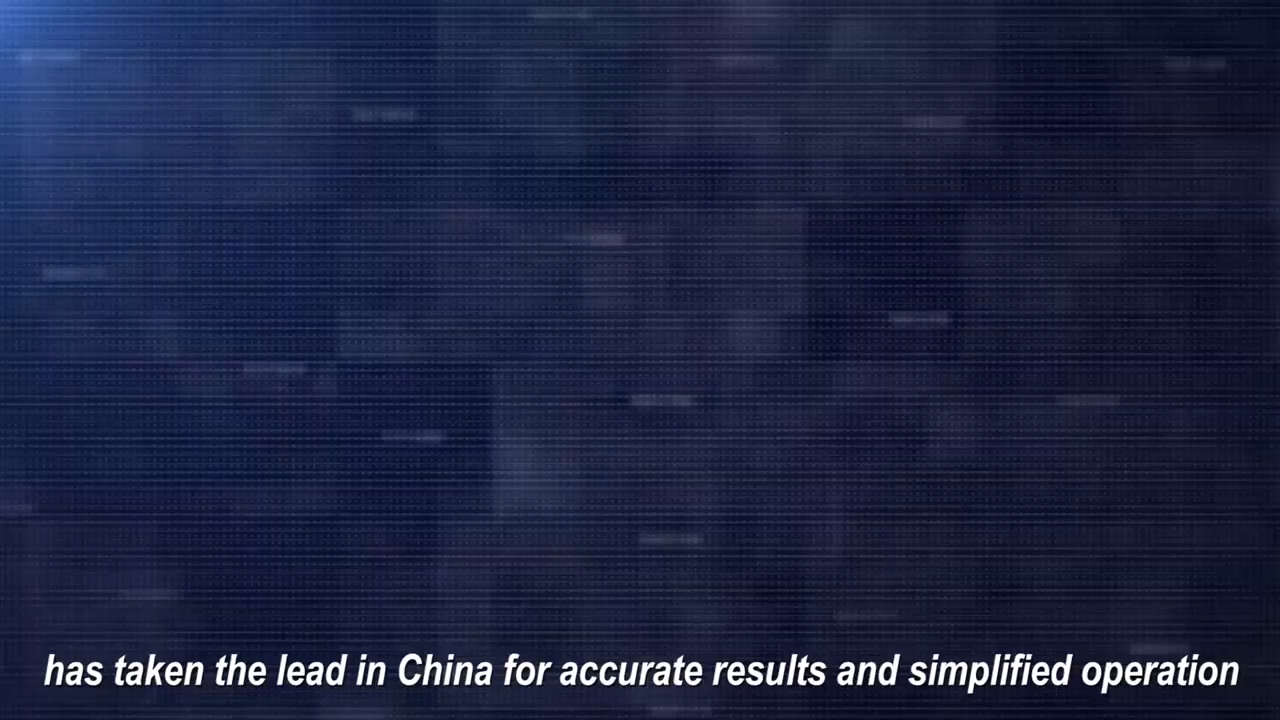 has taken the lead in China for accurate results and simplified operation